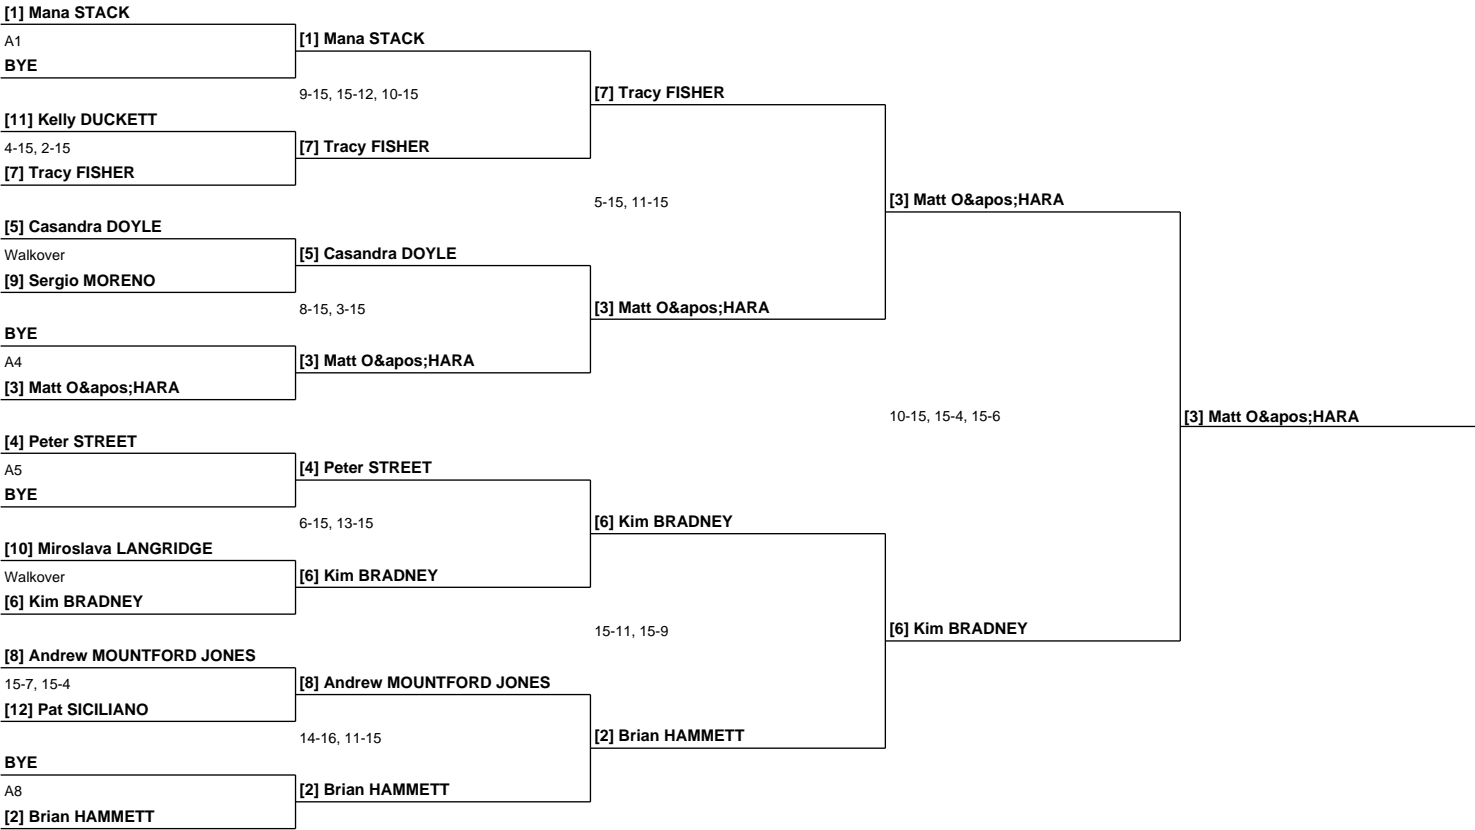 [1] Mana STACK
A1
BYE
[11] Kelly DUCKETT
4-15, 2-15
[7] Tracy FISHER
[5] Casandra DOYLE
Walkover
[9] Sergio MORENO
BYE
A4
[3] Matt O&apos;HARA
[4] Peter STREET
A5
BYE
[10] Miroslava LANGRIDGE
Walkover
[6] Kim BRADNEY
[8] Andrew MOUNTFORD JONES
15-7, 15-4
[12] Pat SICILIANO
BYE
A8
[2] Brian HAMMETT
[1] Mana STACK
9-15, 15-12, 10-15
[7] Tracy FISHER
[5] Casandra DOYLE
8-15, 3-15
[3] Matt O&apos;HARA
[4] Peter STREET
6-15, 13-15
[6] Kim BRADNEY
[8] Andrew MOUNTFORD JONES
14-16, 11-15
[2] Brian HAMMETT
[7] Tracy FISHER
5-15, 11-15
[3] Matt O&apos;HARA
[6] Kim BRADNEY
15-11, 15-9
[2] Brian HAMMETT
[3] Matt O&apos;HARA
10-15, 15-4, 15-6
[6] Kim BRADNEY
[3] Matt O&apos;HARA